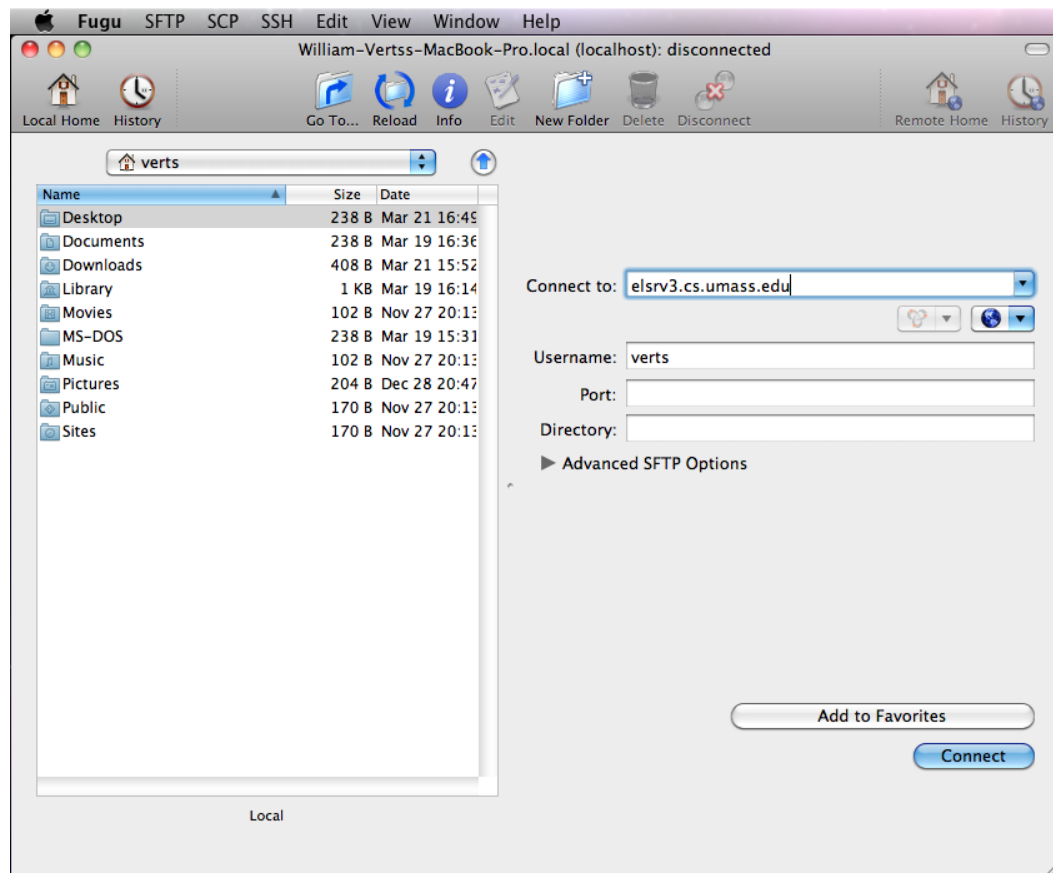 Fugu SFTP SCP SSH Edit View Window Help
William-Vertss-MacBook-Pro.local (localhost): disconnected
Local Home History Go To... Reload Info Edit New Folder Delete Disconnect Remote Home History
verts
Name Size Date
Desktop 238 B Mar 21 16:49
Documents 238 B Mar 19 16:36
Downloads 408 B Mar 21 15:52
Library 1 KB Mar 19 16:14
Movies 102 B Nov 27 20:13
MS-DOS 238 B Mar 19 15:31
Music 102 B Nov 27 20:13
Pictures 204 B Dec 28 20:47
Public 170 B Nov 27 20:13
Sites 170 B Nov 27 20:13
Local
Connect to: elsrv3.cs.umass.edu
Username: verts
Port:
Directory:
Advanced SFTP Options
Add to Favorites
Connect